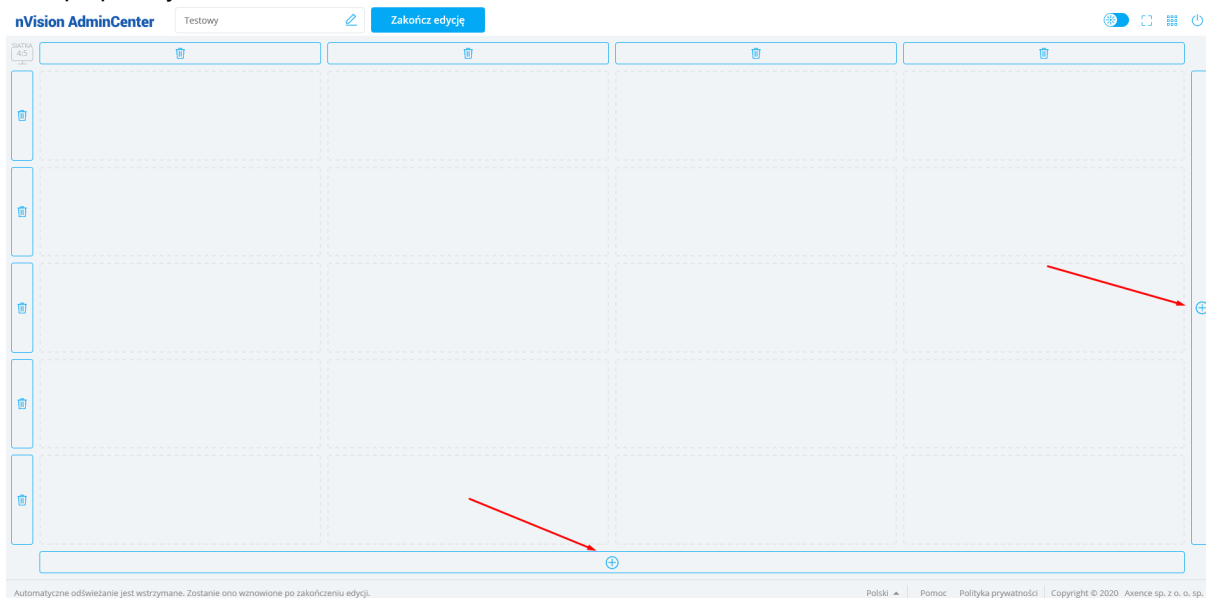 nVision AdminCenter
Testowy
Zakończ edycję
SIATKA
4:5
Automatyczne odświeżanie jest wstrzymane. Zostanie ono wznowione po zakończeniu edycji.
Polski
Pomoc
Polityka prywatności
Copyright © 2020 Axence sp. z o. o. sp.